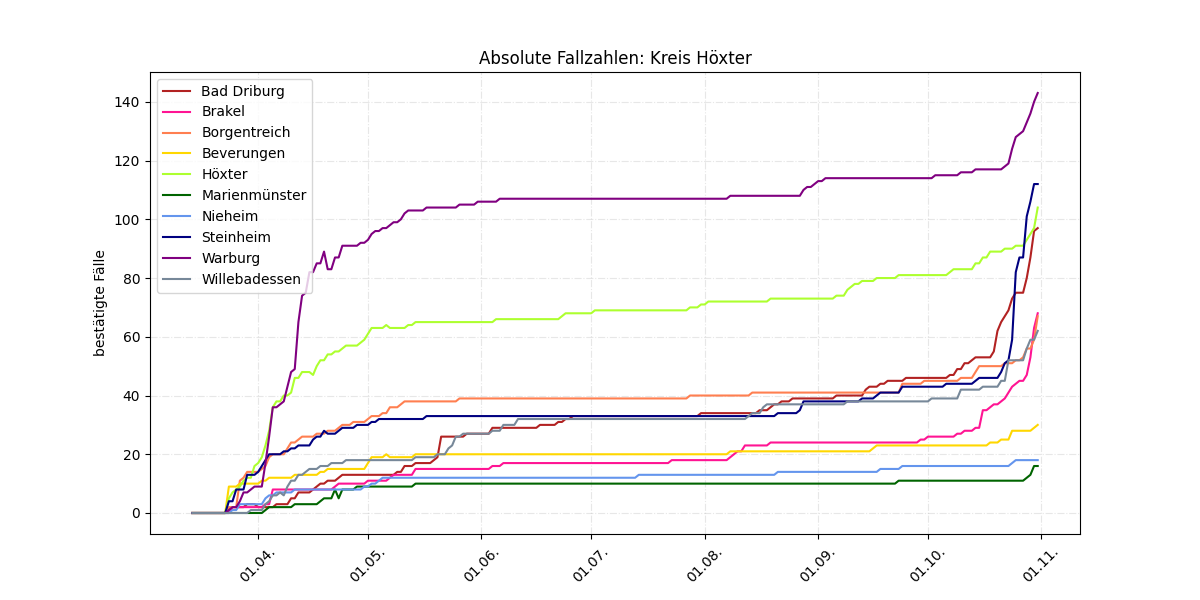 Absolute Fallzahlen: Kreis Höxter
bestätigte Fälle
140
120
100
80
60
40
20
0
Bad Driburg
Brakel
Borgentreich
Beverungen
Höxter
Marienmünster
Nieheim
Steinheim
Warburg
Willebadessen
01.04.
01.05.
01.06.
01.07.
01.08.
01.09.
01.10.
01.11.